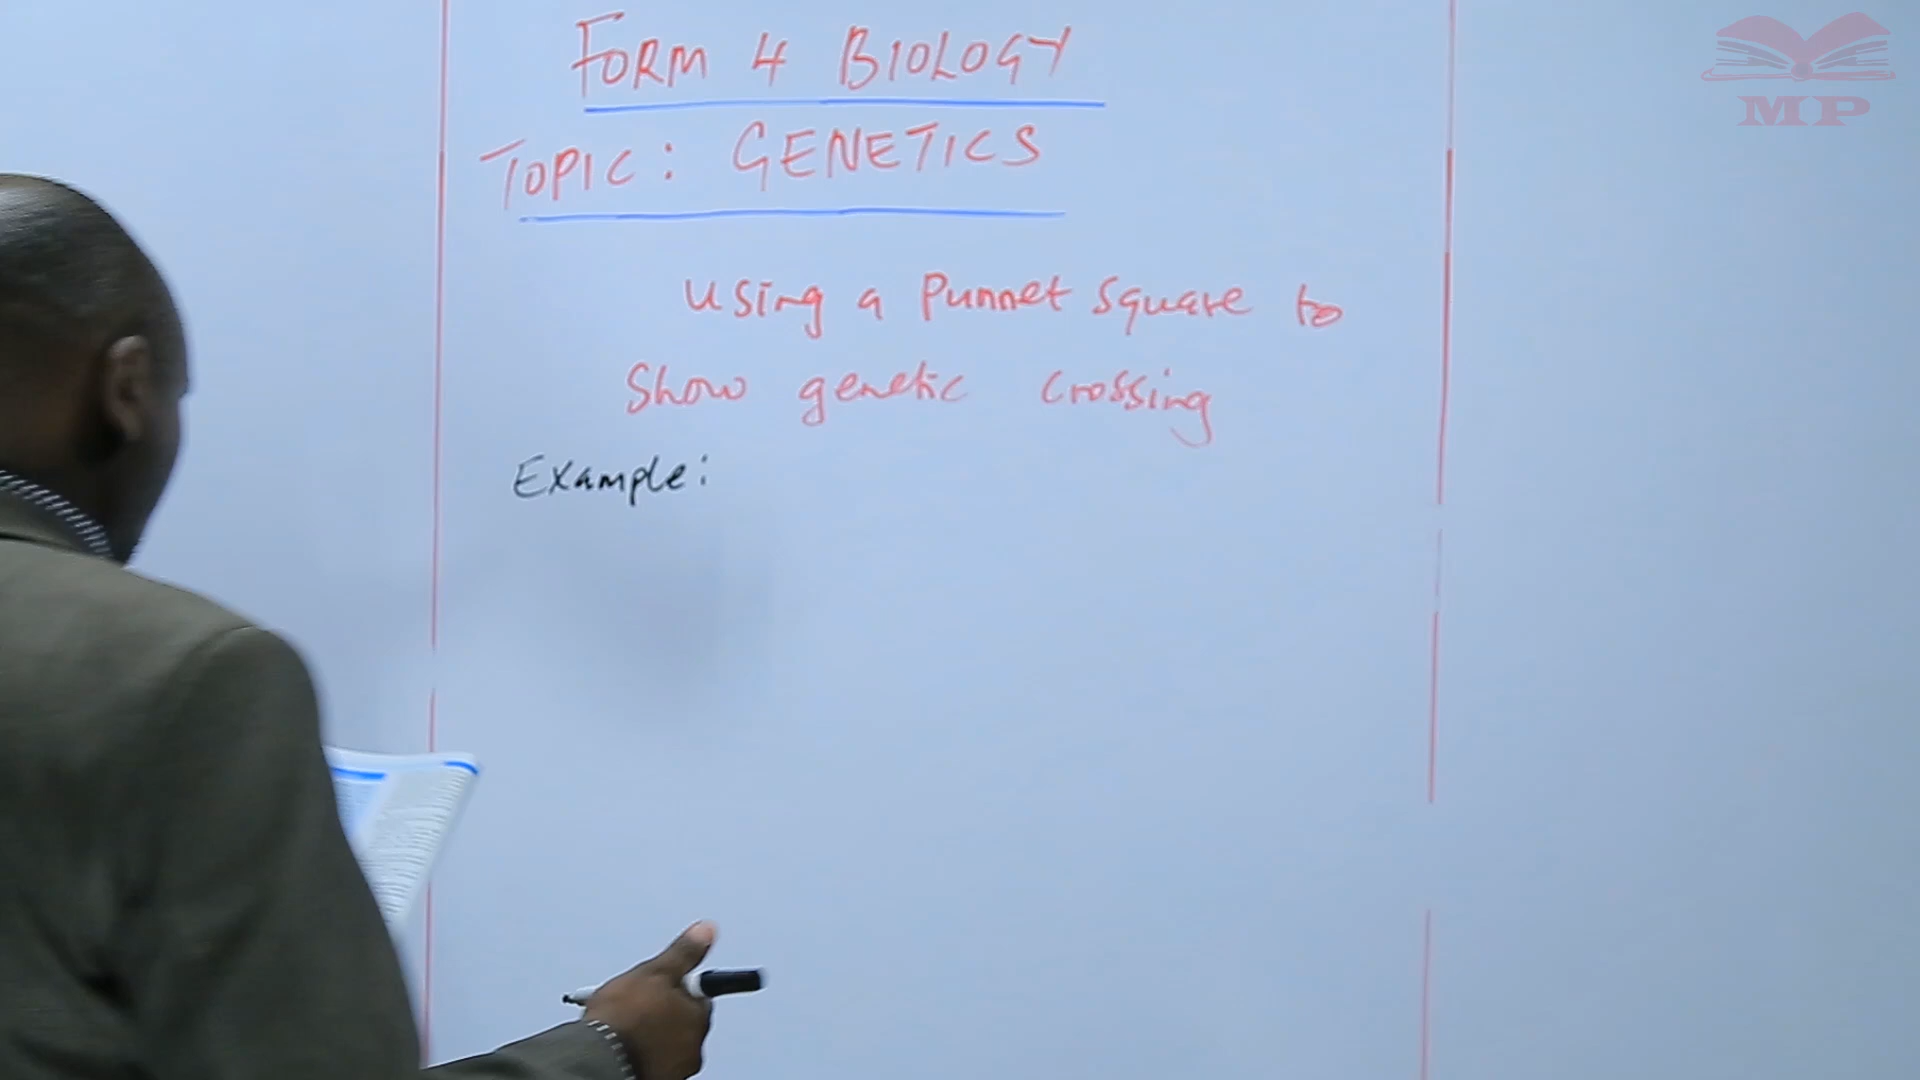 FORM 4 BIOLOGY
TOPIC: GENETICS
using a Punnet square to
Show genetic crossing
Example:
MP